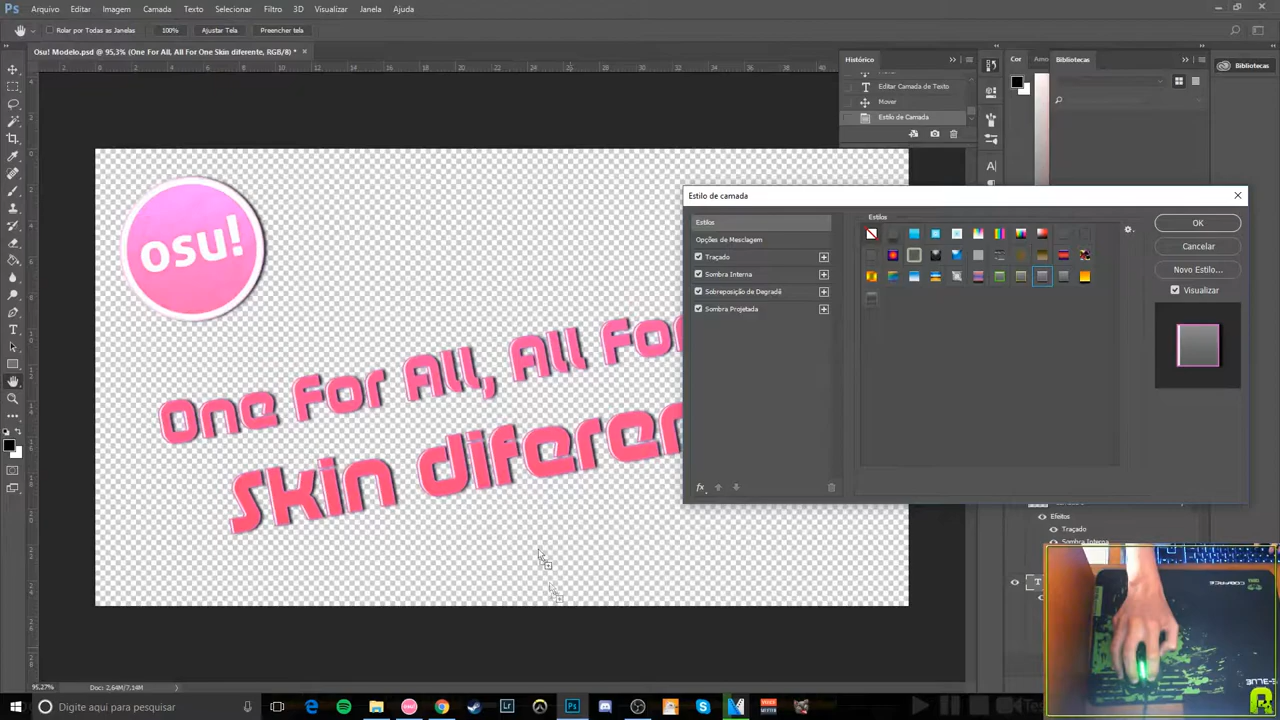 Ps Arquivo Editar Imagem Camada Texto Selecionar Filtro 3D Visualizar Janela Ajuda
Rolar por Todas as Janelas 100% Ajustar Tela Preencher tela
Osu! Modelo.psd @ 95,3% (One For All, All For One Skin diferente, RGB/8) *
Histórico
Editar Camada de Texto
Mover
Estilo de Camada
Cor
Bibliotecas
Bibliotecas
osu!
One For All, All For
Skin diferen
Estilo de camada
Estilos
Opções de Mesclagem
Traçado
Sombra Interna
Sobreposição de Degradê
Sombra Projetada
fx
Estilos
OK
Cancelar
Novo Estilo...
Visualizar
Efeitos
Traçado
Sombra Interna
95,27% Doc: 2,64M/7,14M
Digite aqui para pesquisar